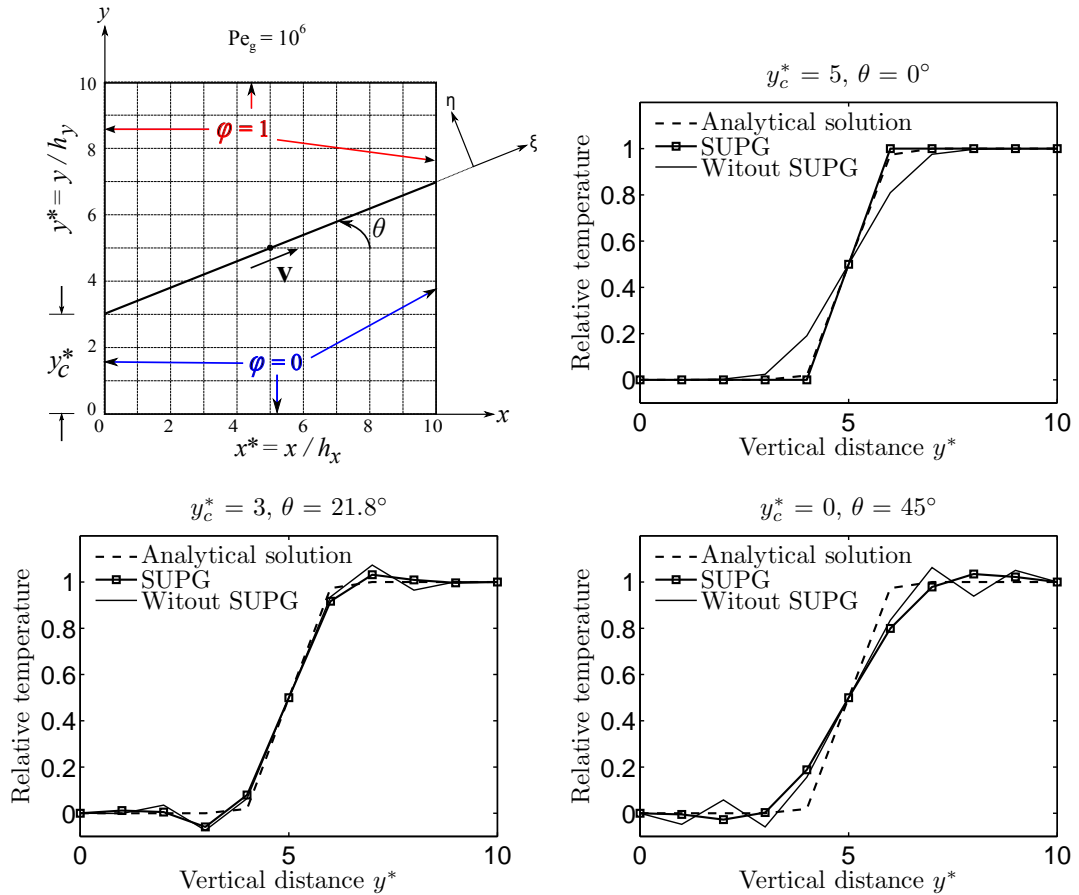 y
Pe_g = 10^6
10
8
6
4
2
0
y* = y / h_y
y_c^*
φ = 1
φ = 0
θ
v
η
ξ
0
2
4
6
8
10
x
x* = x / h_x
y_c^* = 5, θ = 0°
Analytical solution
SUPG
Witout SUPG
Relative temperature
1
0.8
0.6
0.4
0.2
0
0
5
10
Vertical distance y*
y_c^* = 3, θ = 21.8°
Analytical solution
SUPG
Witout SUPG
Relative temperature
1
0.8
0.6
0.4
0.2
0
0
5
10
Vertical distance y*
y_c^* = 0, θ = 45°
Analytical solution
SUPG
Witout SUPG
Relative temperature
1
0.8
0.6
0.4
0.2
0
0
5
10
Vertical distance y*